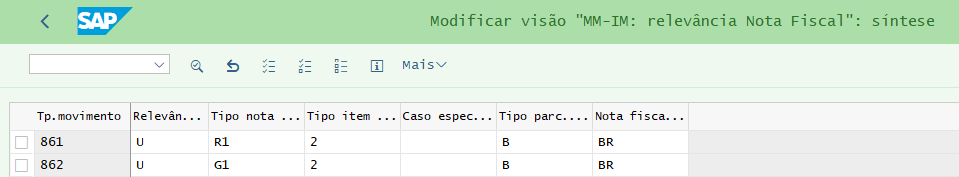 SAP
Modificar visão "MM-IM: relevância Nota Fiscal": síntese
Mais
Tp.movimento Relevân... Tipo nota ... Tipo item ... Caso espec... Tipo parc.... Nota fisca...
861 U R1 2 B BR
862 U G1 2 B BR